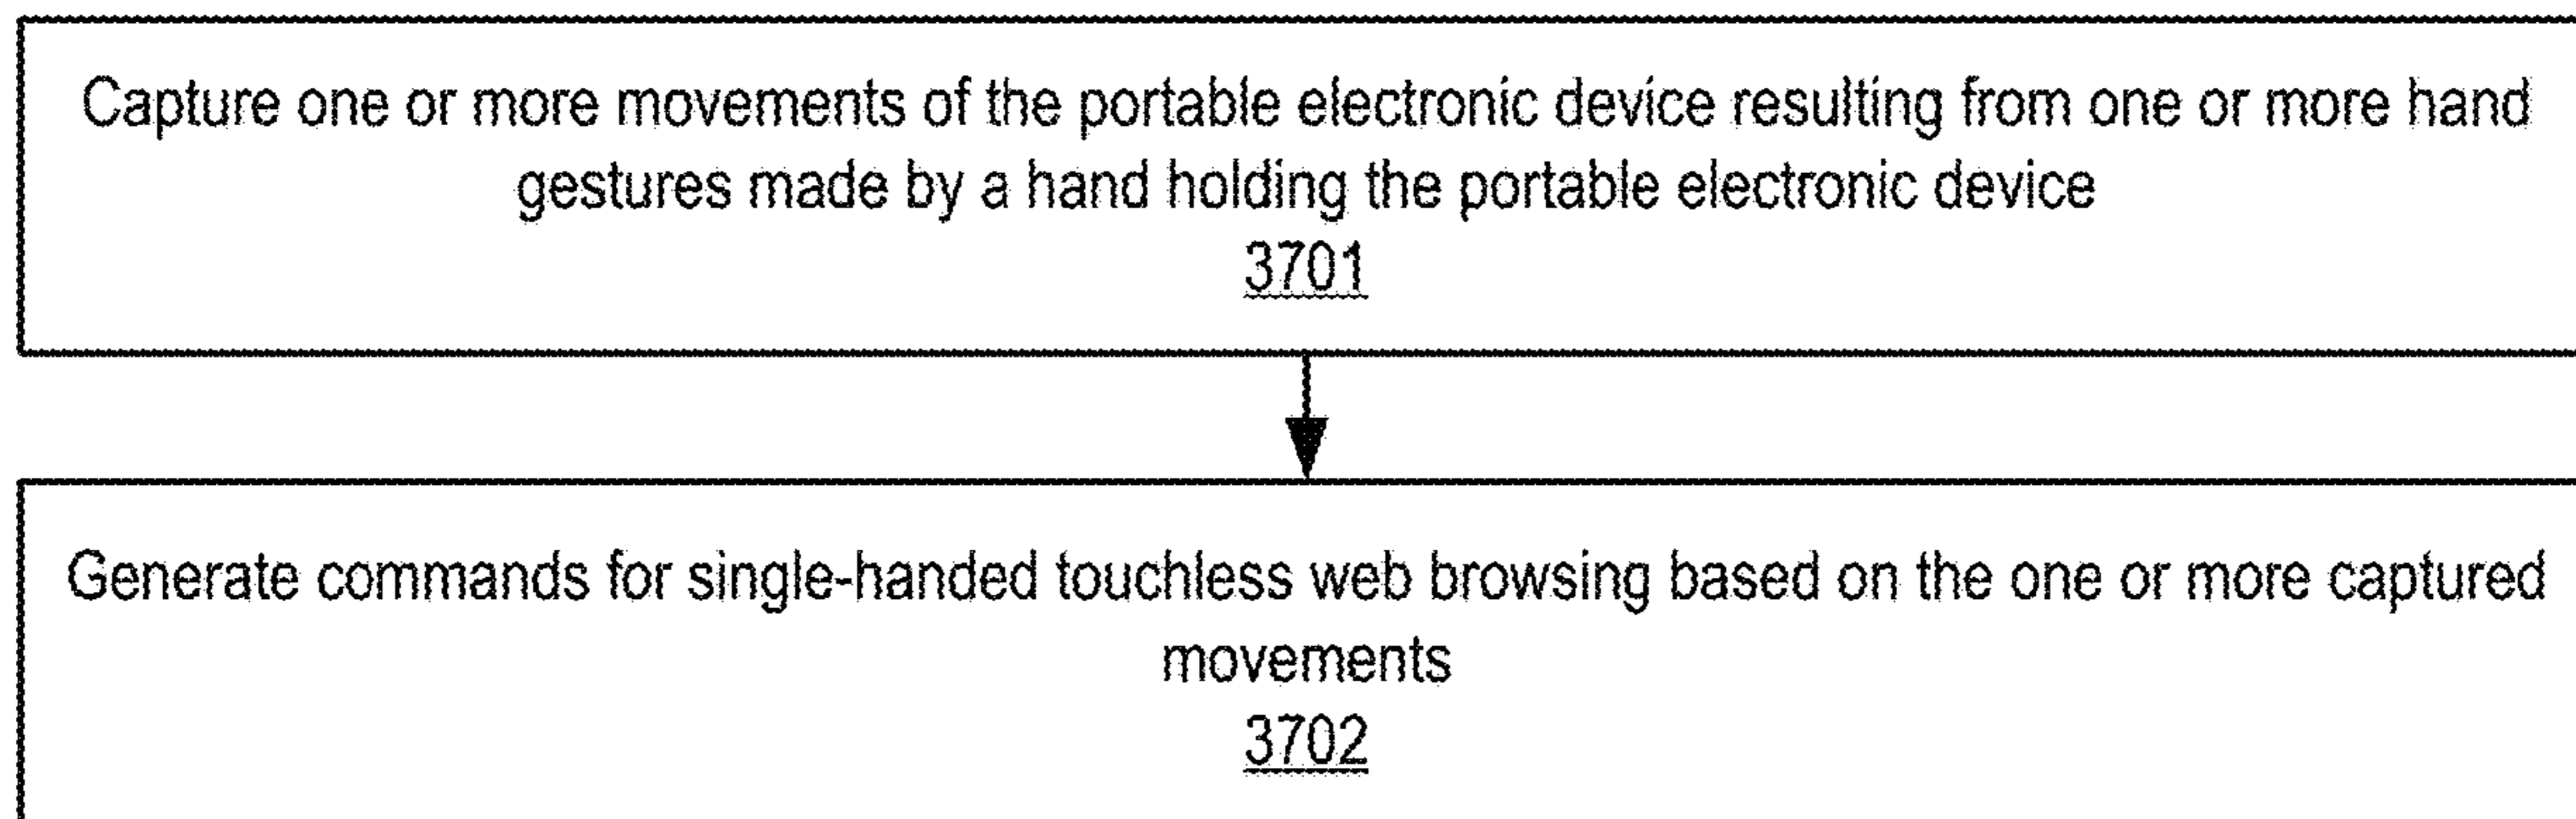 Capture one or more movements of the portable electronic device resulting from one or more hand
gestures made by a hand holding the portable electronic device
3701
Generate commands for single-handed touchless web browsing based on the one or more captured
movements
3702